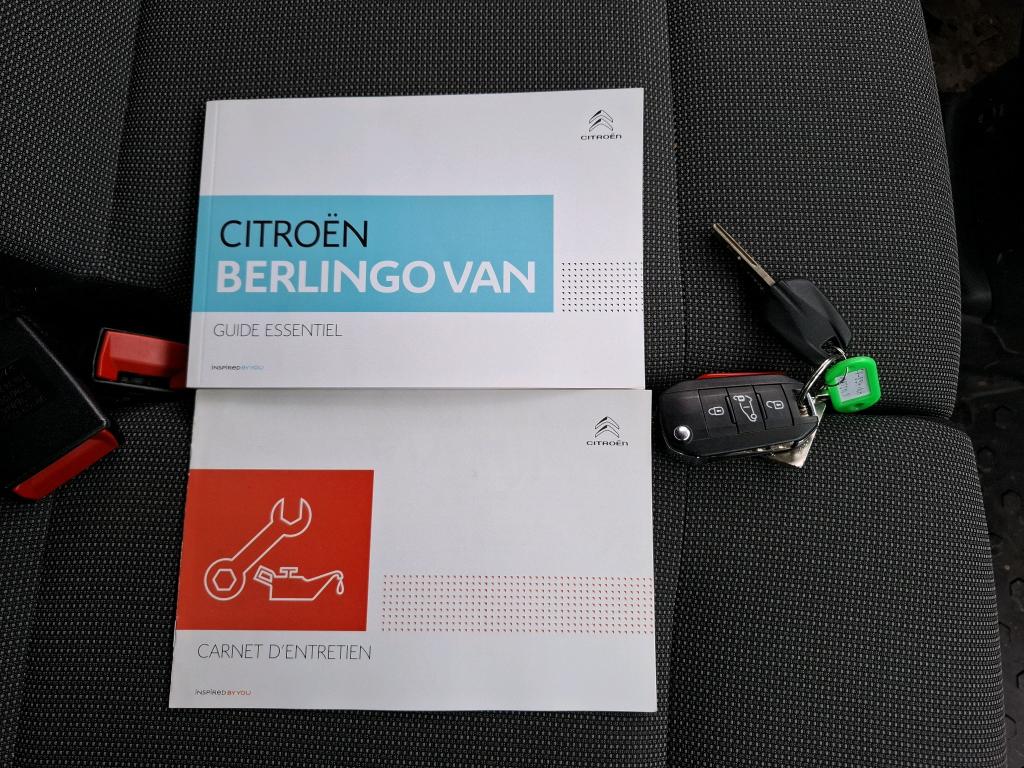 CITROËN
CITROËN
BERLINGO VAN
GUIDE ESSENTIEL
INSPIRED BY YOU
CITROËN
CARNET D'ENTRETIEN
INSPIRED BY YOU